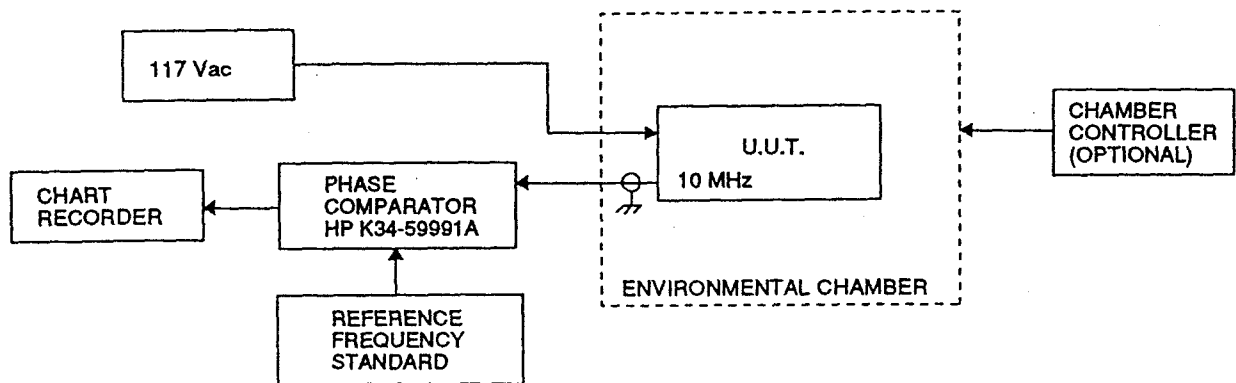 117 Vac
U.U.T.
10 MHz
CHAMBER
CONTROLLER
(OPTIONAL)
CHART
RECORDER
PHASE
COMPARATOR
HP K34-59991A
ENVIRONMENTAL CHAMBER
REFERENCE
FREQUENCY
STANDARD